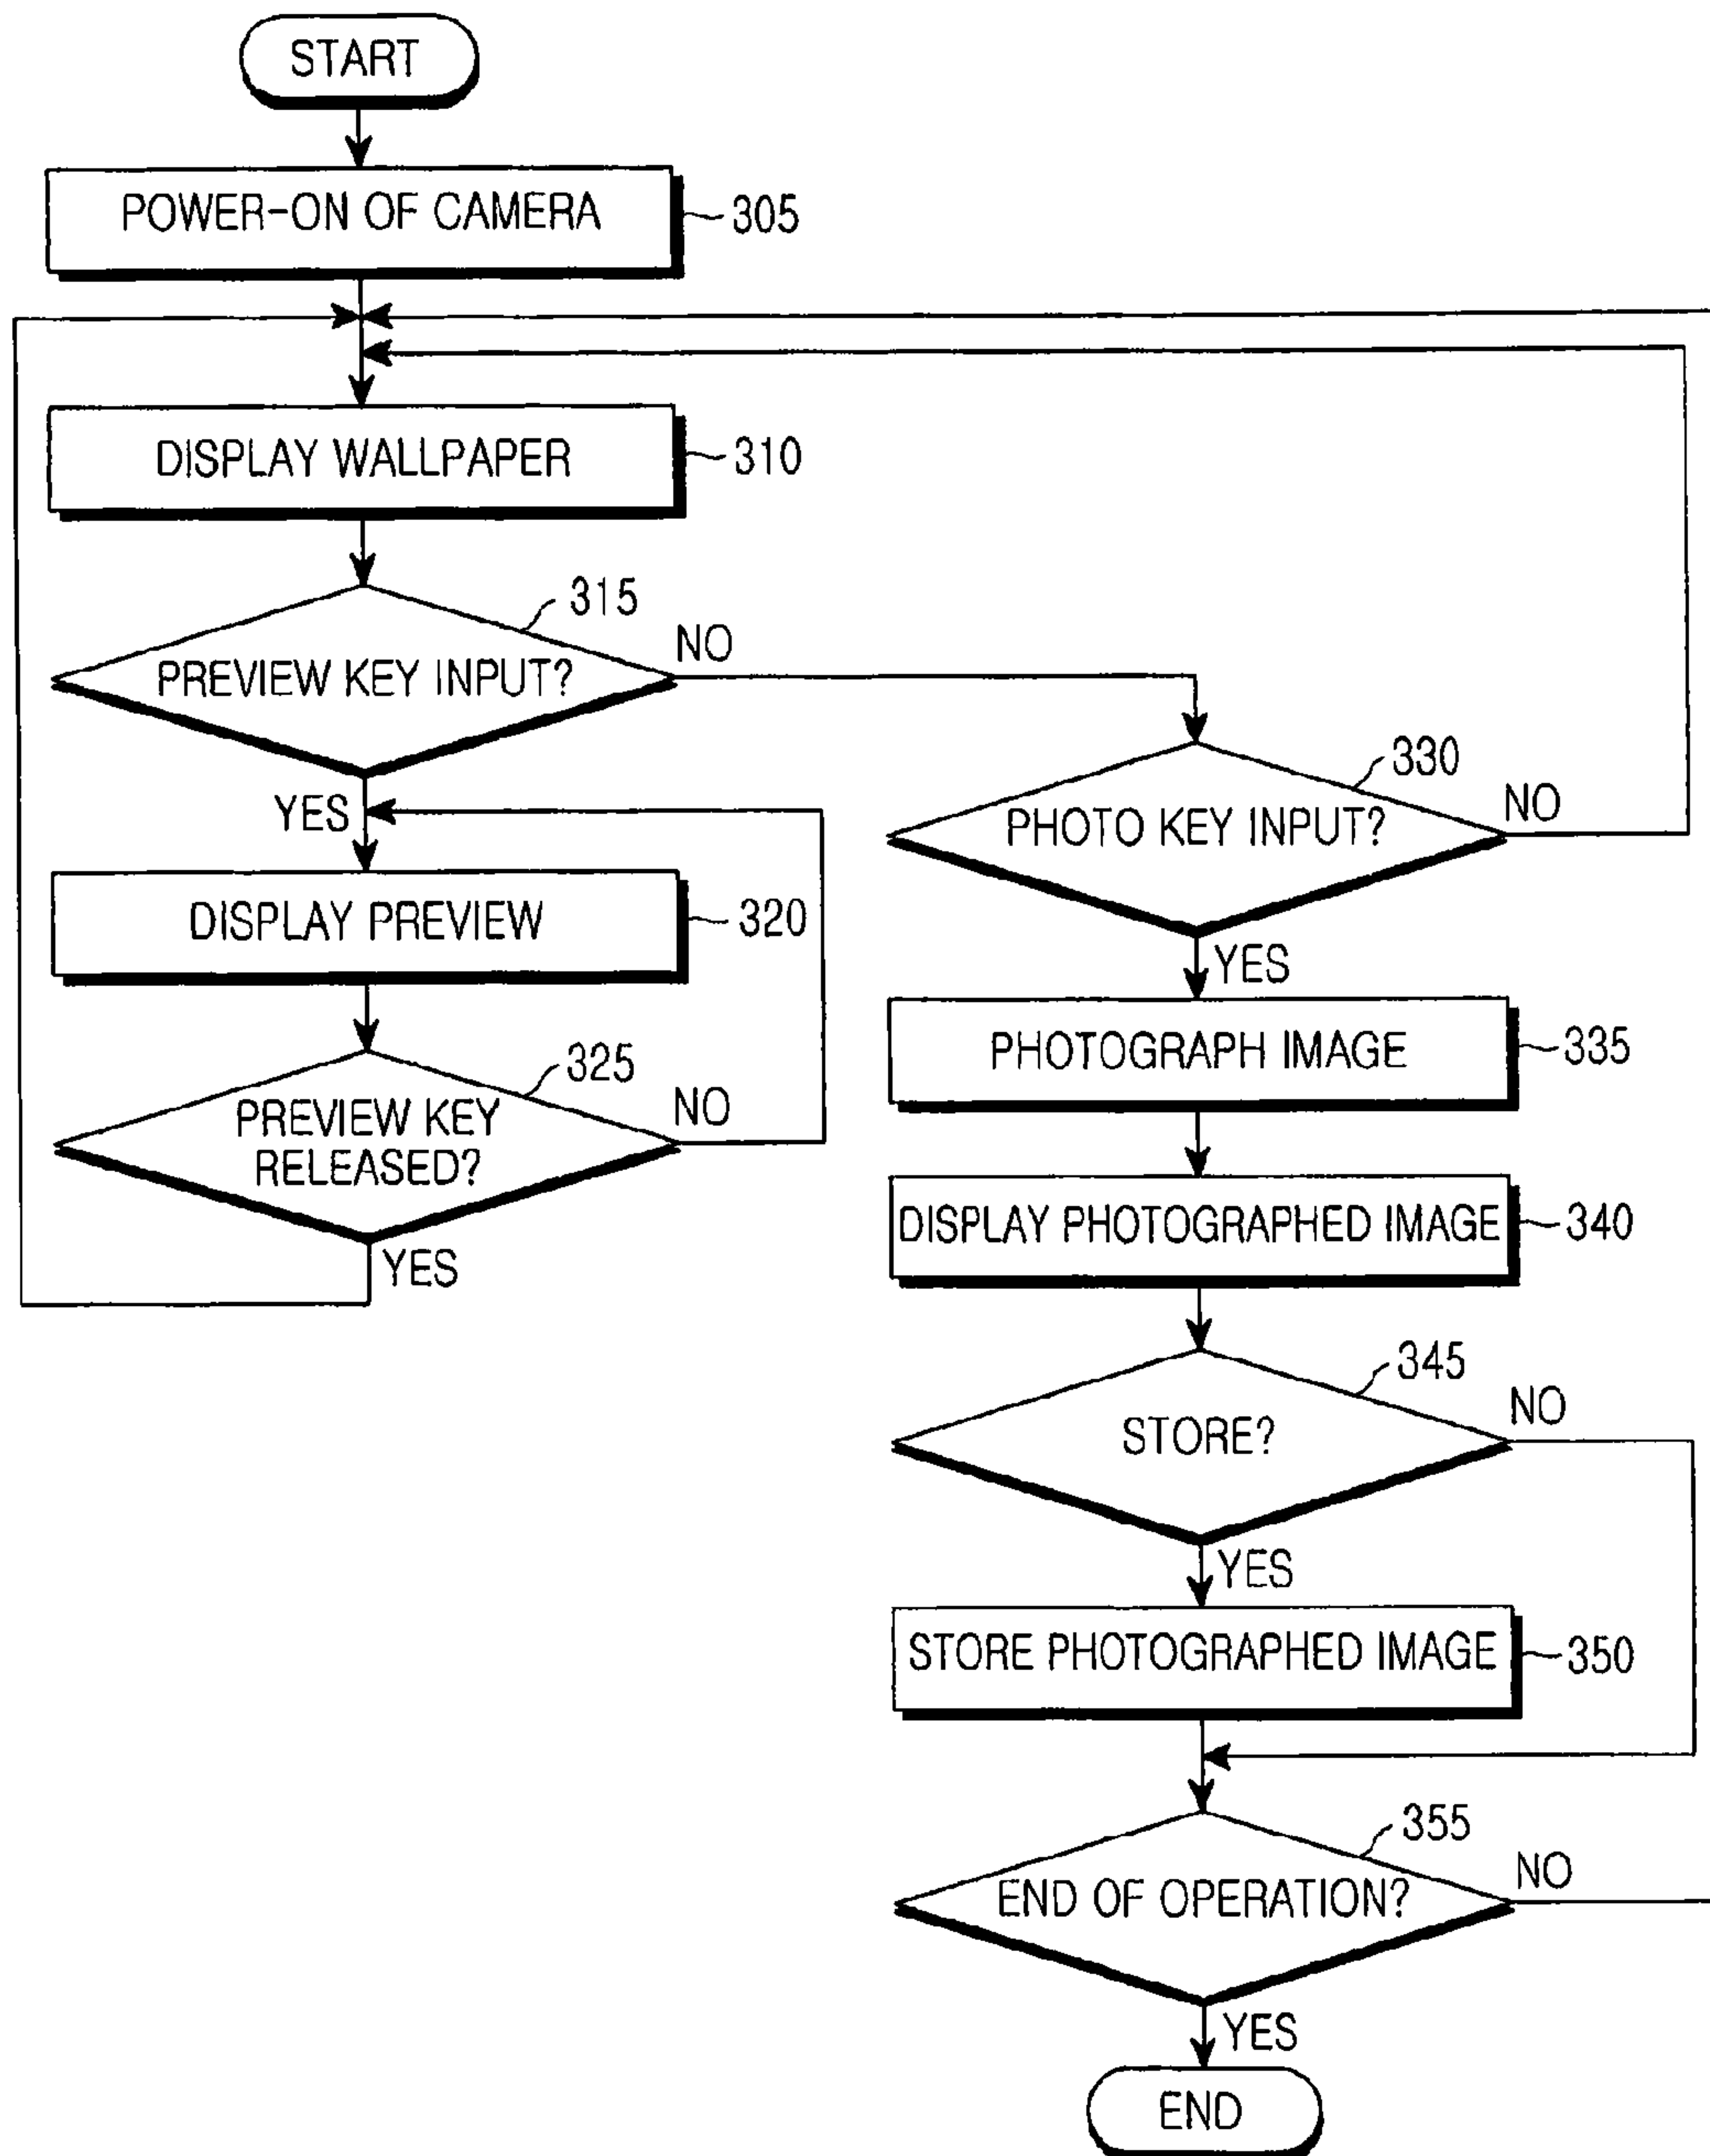 START
POWER-ON OF CAMERA
305
DISPLAY WALLPAPER
310
315
PREVIEW KEY INPUT?
NO
YES
DISPLAY PREVIEW
320
325
PREVIEW KEY
RELEASED?
NO
YES
330
PHOTO KEY INPUT?
NO
YES
PHOTOGRAPH IMAGE
335
DISPLAY PHOTOGRAPHED IMAGE
340
345
STORE?
NO
YES
STORE PHOTOGRAPHED IMAGE
350
355
END OF OPERATION?
NO
YES
END